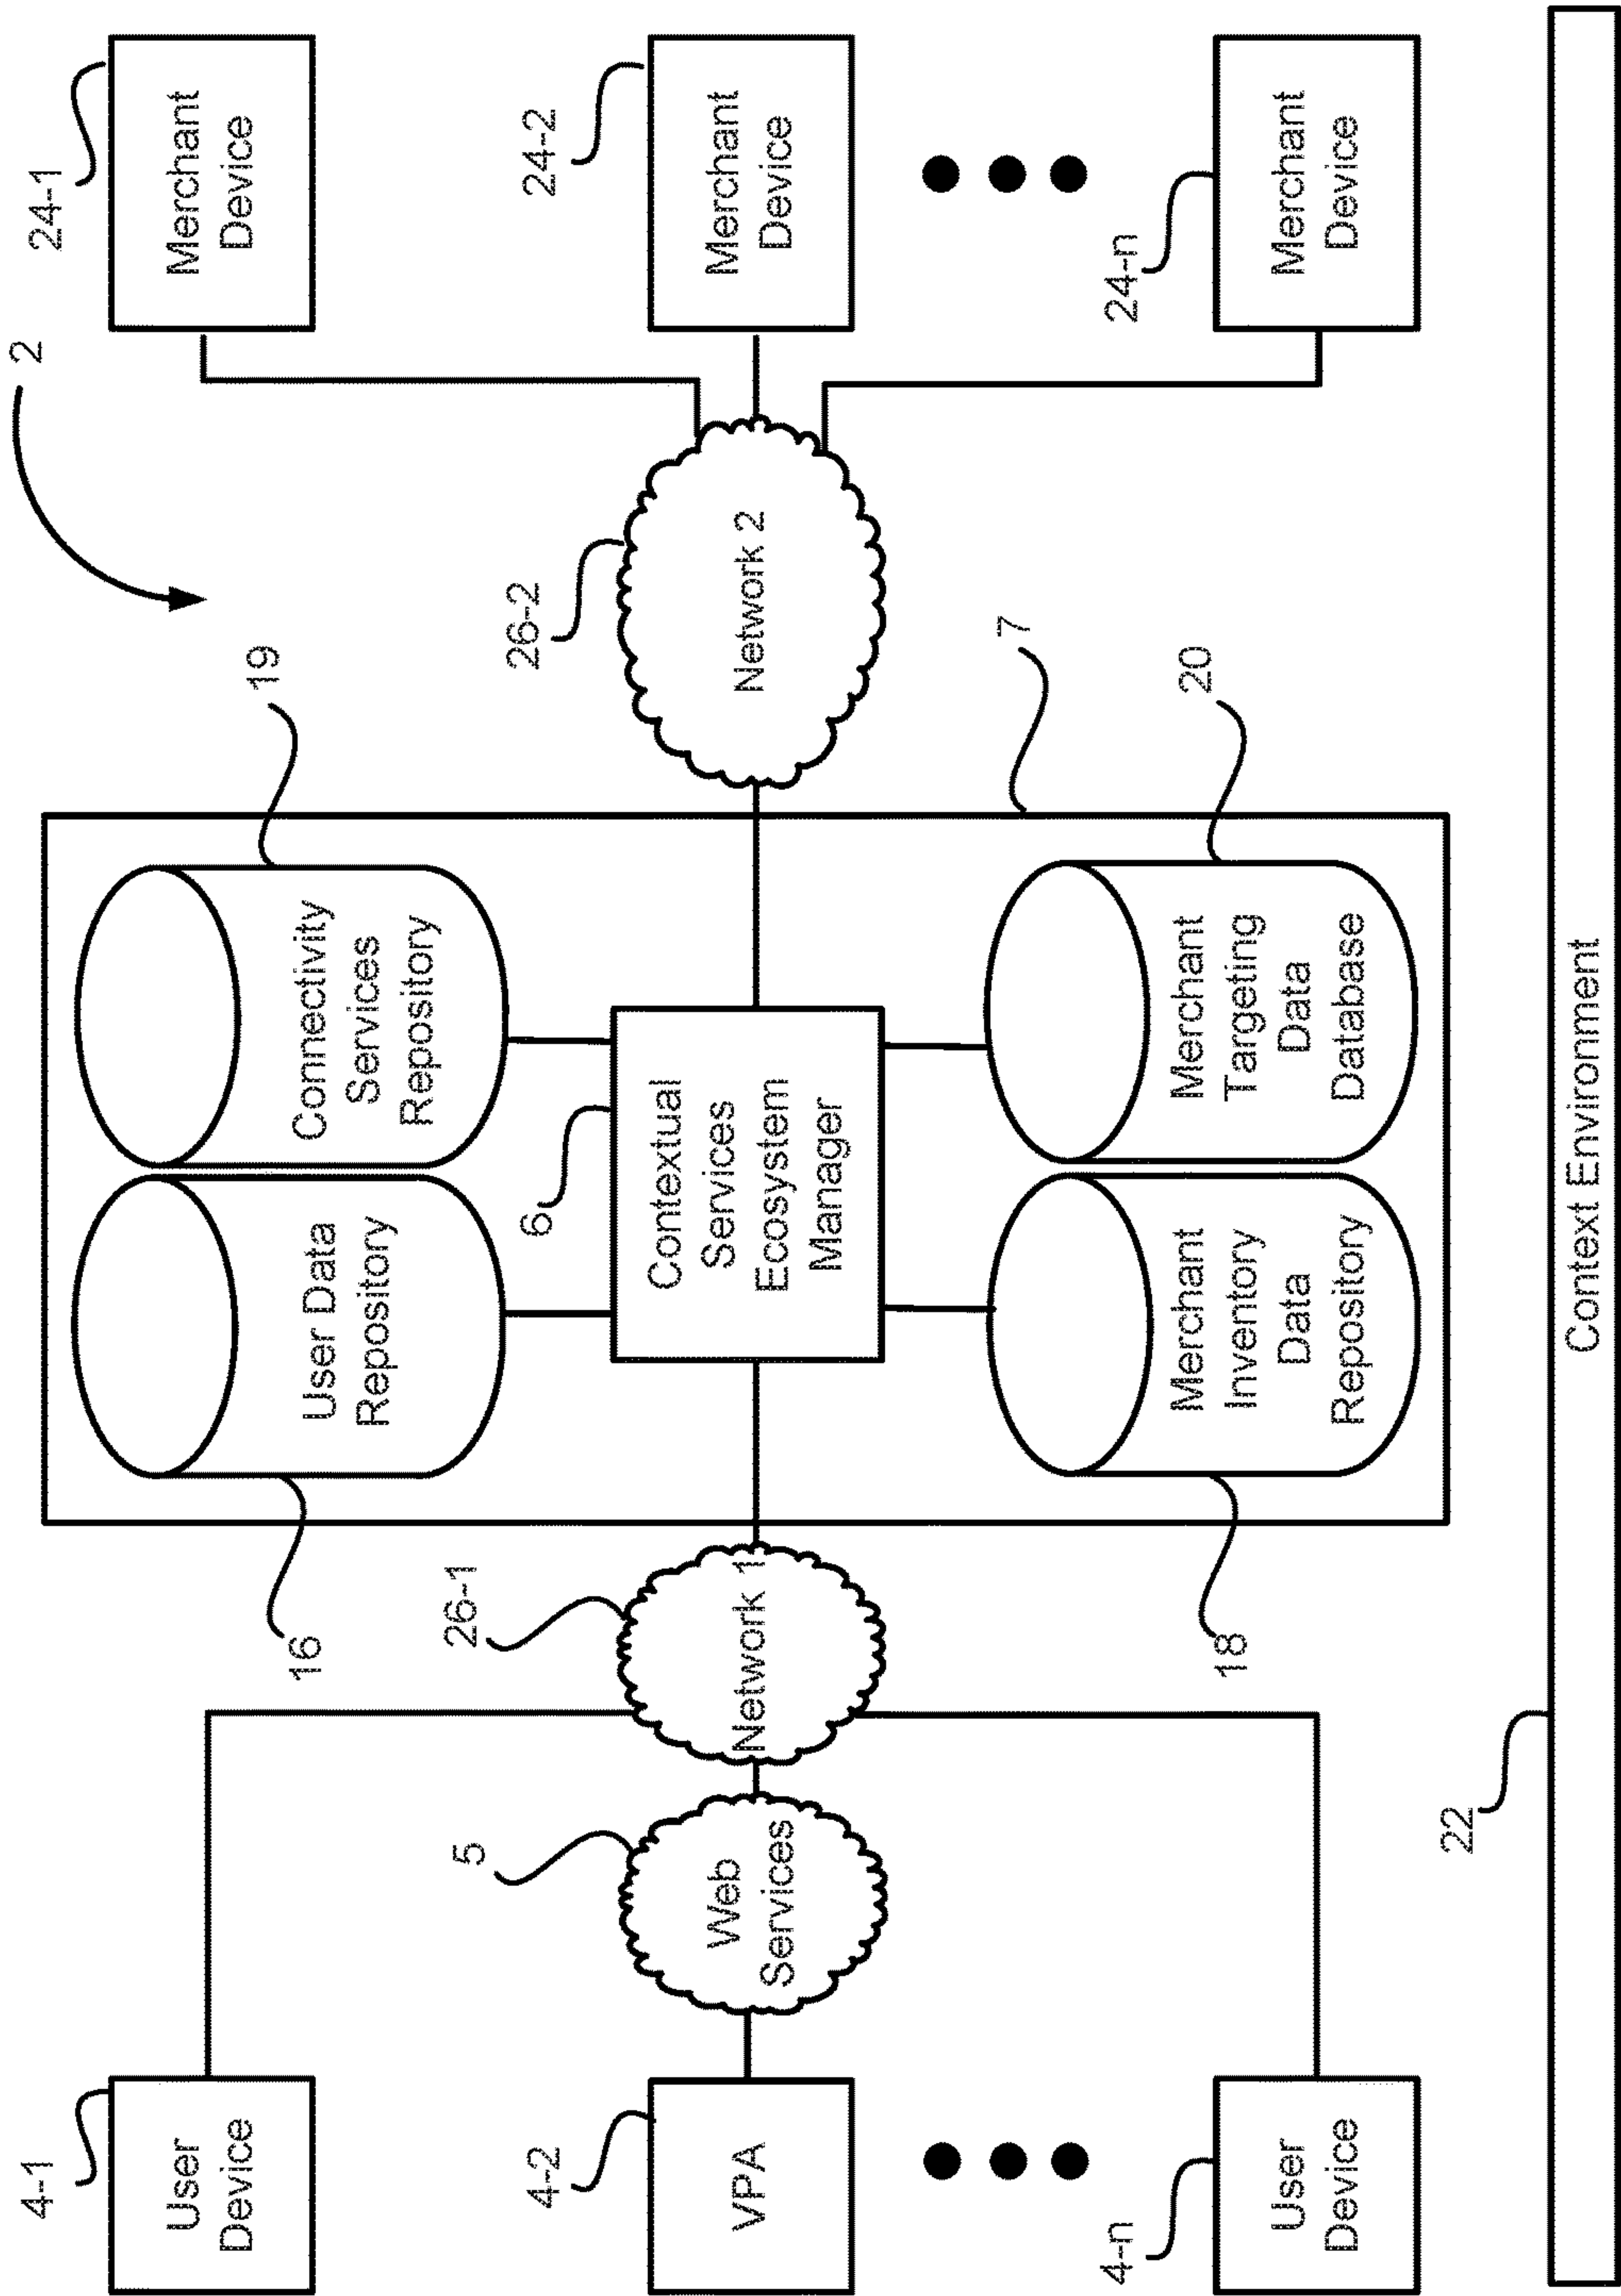 2
4-1
User
Device
4-2
VPA
4-n
User
Device
5
Web
Services
26-1
Network 1
16
User Data
Repository
19
Connectivity
Services
Repository
6
Contextual
Services
Ecosystem
Manager
18
Merchant
Inventory
Data
Repository
20
Merchant
Targeting
Data
Database
7
26-2
Network 2
24-1
Merchant
Device
24-2
Merchant
Device
24-n
Merchant
Device
22
Context Environment